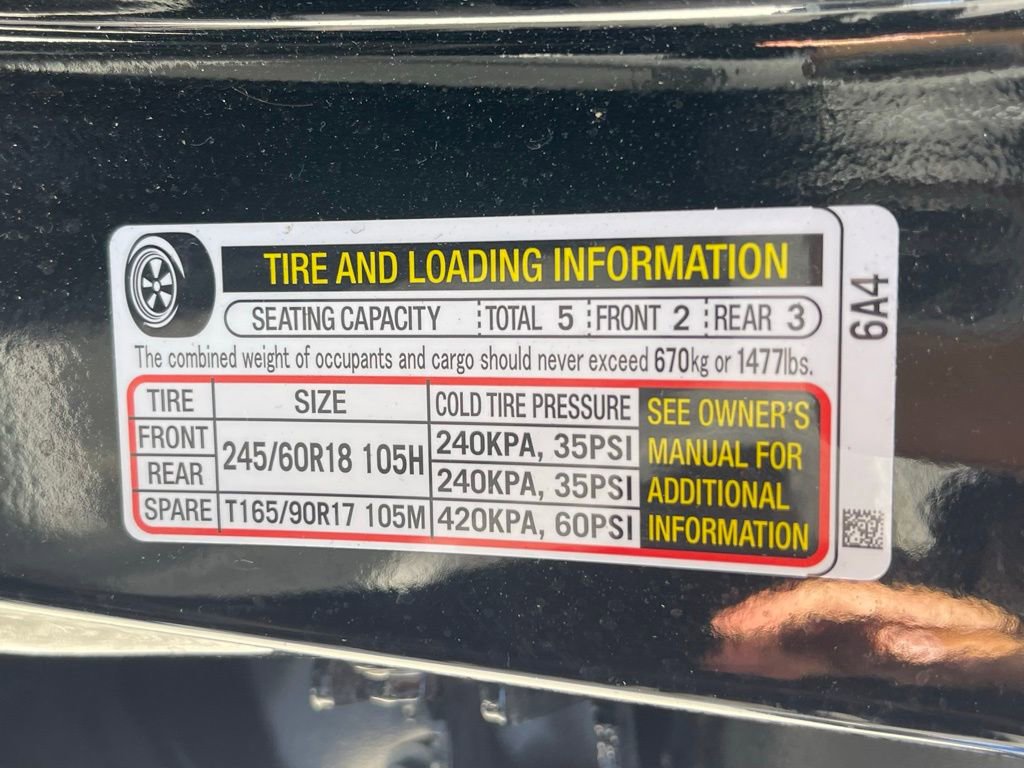 TIRE AND LOADING INFORMATION
SEATING CAPACITY TOTAL 5 FRONT 2 REAR 3
The combined weight of occupants and cargo should never exceed 670kg or 1477lbs.
TIRE SIZE COLD TIRE PRESSURE
FRONT 245/60R18 105H 240KPA, 35PSI
REAR 240KPA, 35PSI
SPARE T165/90R17 105M 420KPA, 60PSI
SEE OWNER'S
MANUAL FOR
ADDITIONAL
INFORMATION
6A4